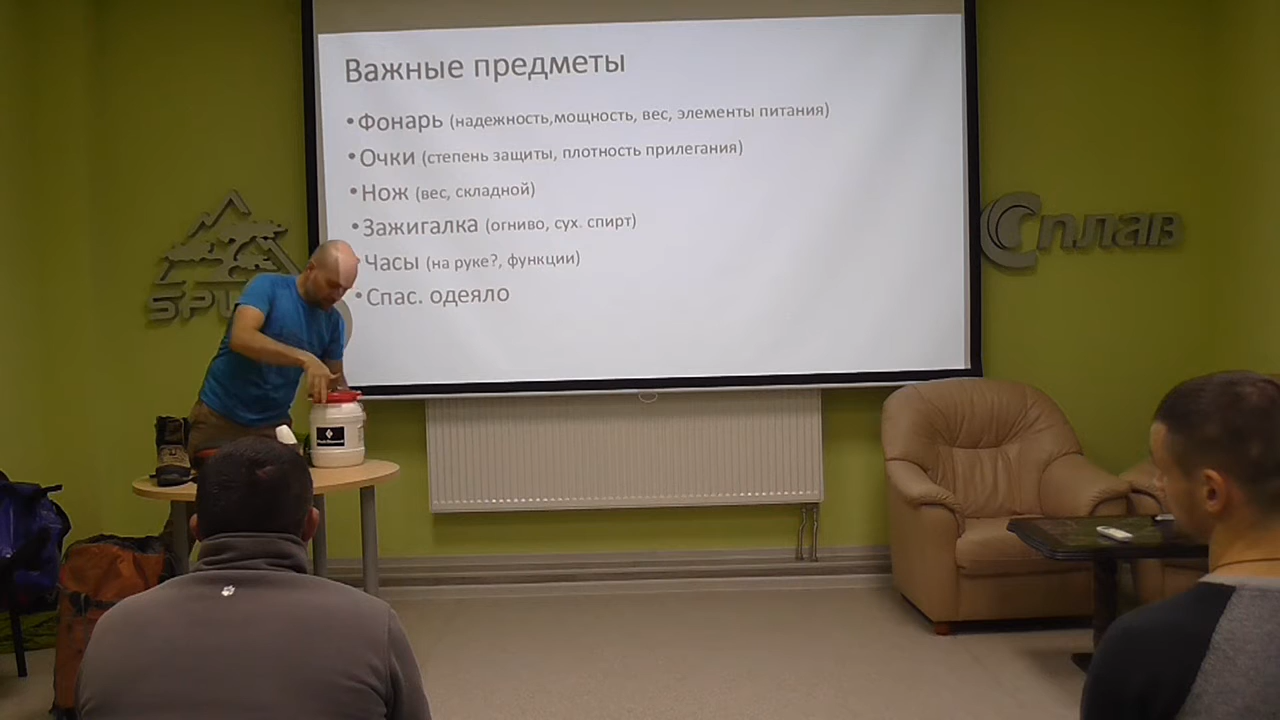 Важные предметы
•Фонарь (надежность,мощность, вес, элементы питания)
•Очки (степень защиты, плотность прилегания)
•Нож (вес, складной)
•Зажигалка (огниво, сух. спирт)
Часы (на руке?, функции)
•Спас. одеяло
Сплав